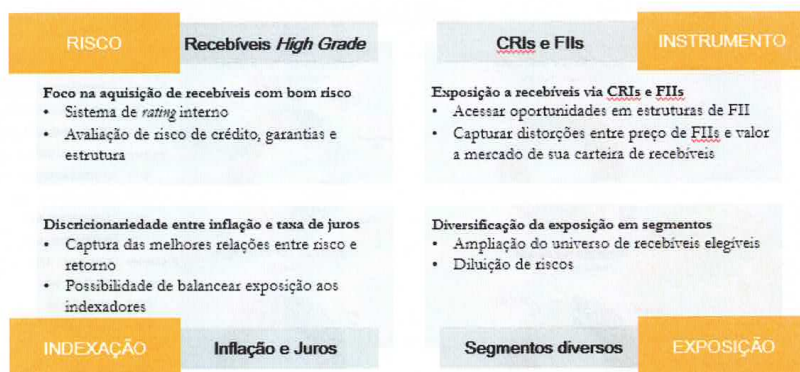 RISCO
Recebíveis High Grade
Foco na aquisição de recebíveis com bom risco
• Sistema de rating interno
• Avaliação de risco de crédito, garantias e
estrutura
CRIs e FIIs
INSTRUMENTO
Exposição a recebíveis via CRIs e FIIs
• Acessar oportunidades em estruturas de FII
• Capturar distorções entre preço de FIIs e valor
a mercado de sua carteira de recebíveis
Discricionariedade entre inflação e taxa de juros
• Captura das melhores relações entre risco e
retorno
• Possibilidade de balancear exposição aos
indexadores
INDEXAÇÃO
Inflação e Juros
Diversificação da exposição em segmentos
• Ampliação do universo de recebíveis elegíveis
• Diluição de riscos
Segmentos diversos
EXPOSIÇÃO